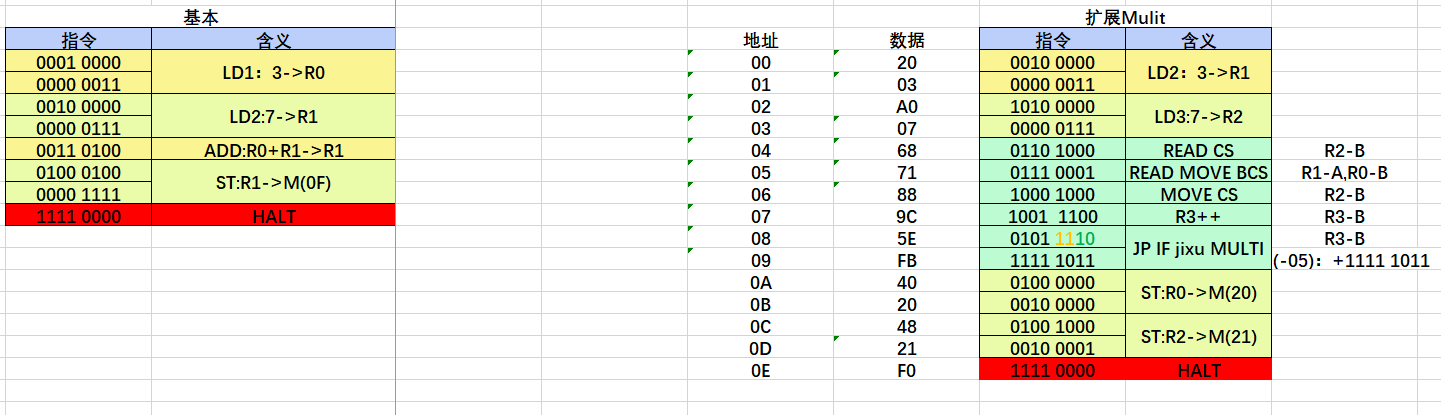 基本
指令 含义
0001 0000 LD1：3->R0
0000 0011
0010 0000 LD2:7->R1
0000 0111
0011 0100 ADD:R0+R1->R1
0100 0100 ST:R1->M(0F)
0000 1111
1111 0000 HALT
扩展Mulit
地址 数据 指令 含义
00 20 0010 0000 LD2：3->R1
01 03 0000 0011
02 A0 1010 0000 LD3:7->R2
03 07 0000 0111
04 68 0110 1000 READ CS R2-B
05 71 0111 0001 READ MOVE BCS R1-A,R0-B
06 88 1000 1000 MOVE CS R2-B
07 9C 1001 1100 R3++ R3-B
08 5E 0101 1110 JP IF jixu MULTI R3-B
09 FB 1111 1011 (-05)：+1111 1011
0A 40 0100 0000 ST:R0->M(20)
0B 20 0010 0000
0C 48 0100 1000 ST:R2->M(21)
0D 21 0010 0001
0E F0 1111 0000 HALT